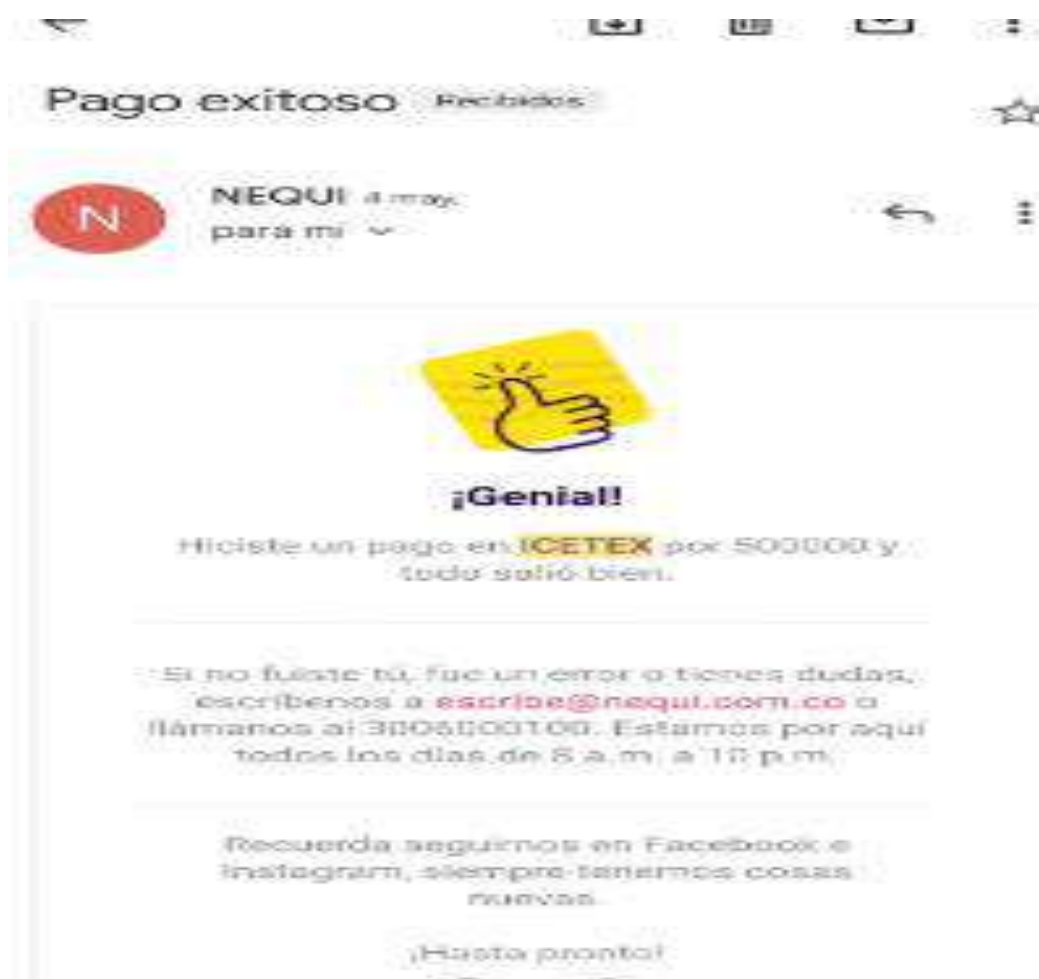 Pago exitoso Recibidos
N
NEQUI 4 may.
para mí
¡Genial!
Hiciste un pago en ICETEX por 500000 y
todo salió bien.
Si no fuiste tú, fue un error o tienes dudas,
escríbenos a escribe@nequi.com.co o
llámanos al 3006000100. Estamos por aquí
todos los días de 8 a.m. a 10 p.m.
Recuerda seguirnos en Facebook e
Instagram, siempre tenemos cosas
nuevas.
¡Hasta pronto!